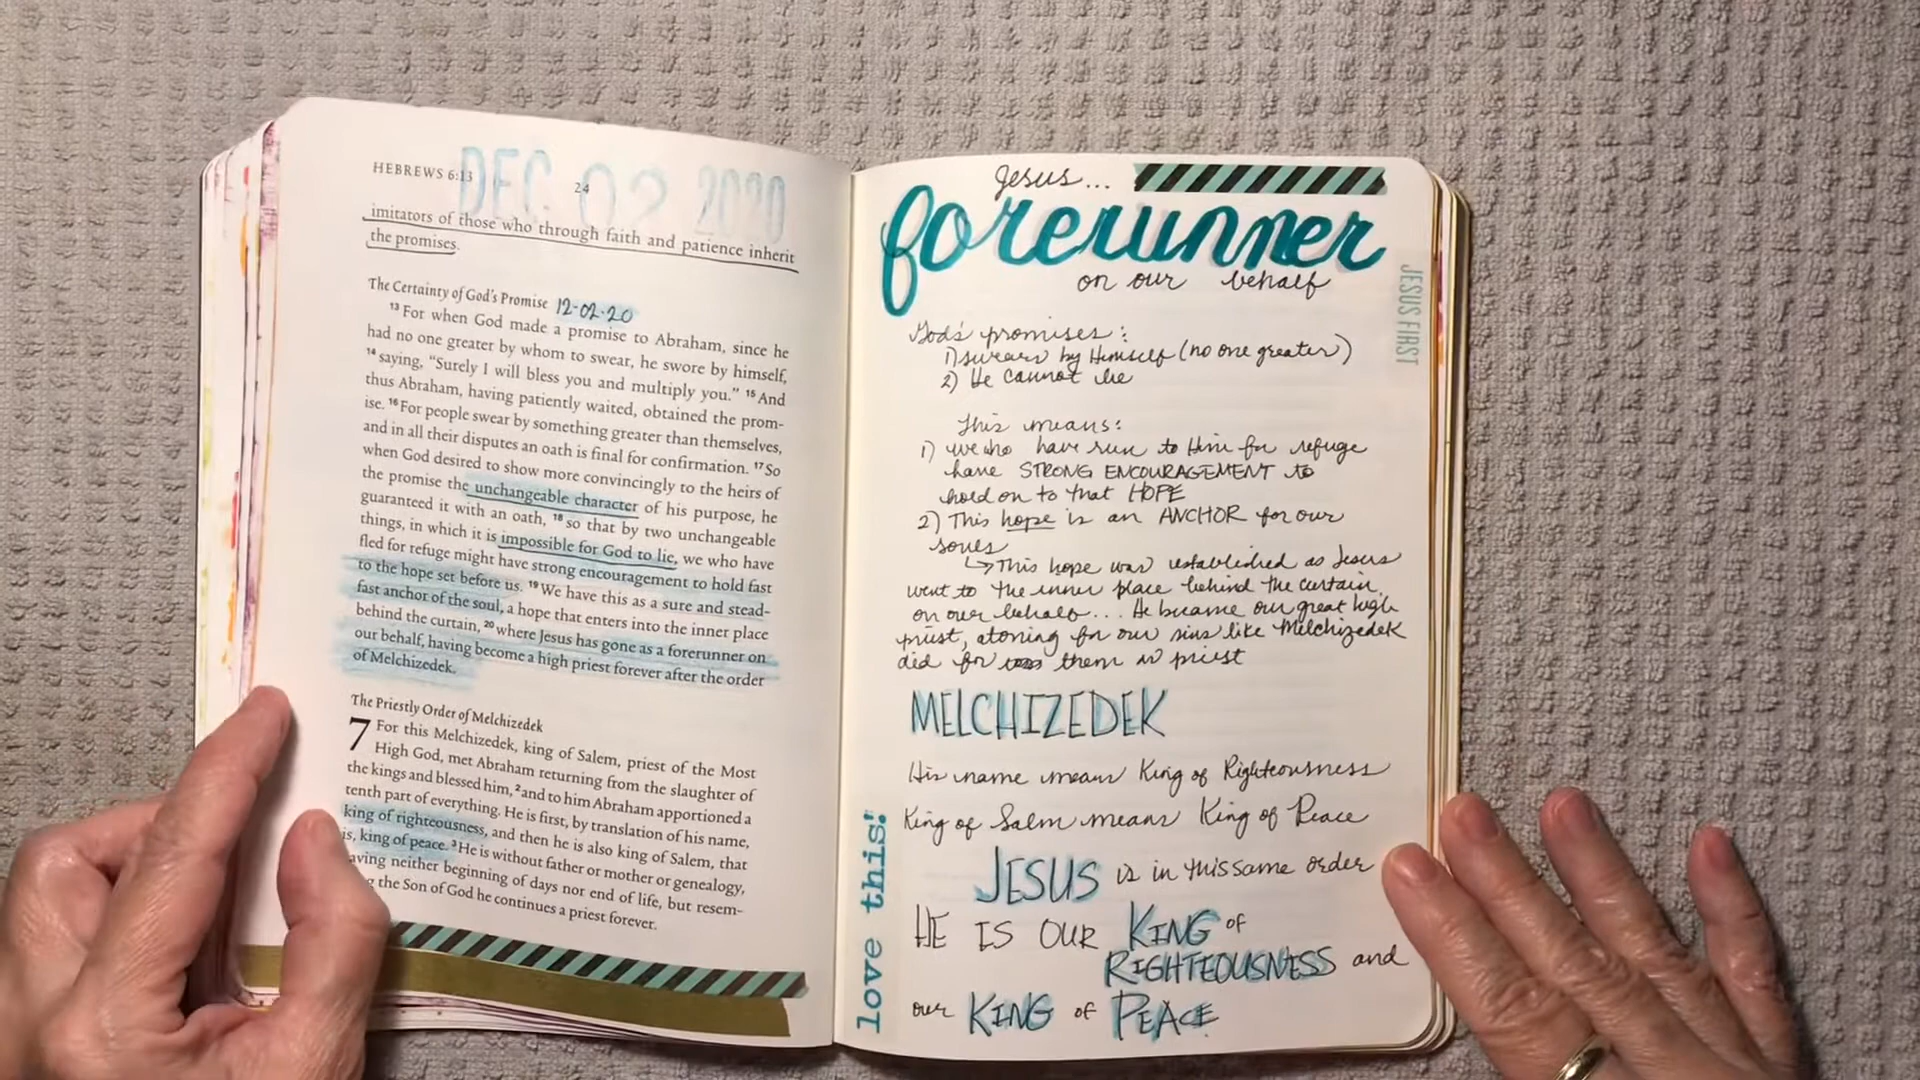 HEBREWS 6:13
24
DEC 02 2020
imitators of those who through faith and patience inherit
the promises.
The Certainty of God's Promise 12-02-20
13 For when God made a promise to Abraham, since he
had no one greater by whom to swear, he swore by himself,
14 saying, "Surely I will bless you and multiply you." 15 And
thus Abraham, having patiently waited, obtained the prom-
ise. 16 For people swear by something greater than themselves,
and in all their disputes an oath is final for confirmation. 17 So
when God desired to show more convincingly to the heirs of
the promise the unchangeable character of his purpose, he
guaranteed it with an oath, 18 so that by two unchangeable
things, in which it is impossible for God to lie, we who have
fled for refuge might have strong encouragement to hold fast
to the hope set before us. 19 We have this as a sure and stead-
fast anchor of the soul, a hope that enters into the inner place
behind the curtain, 20 where Jesus has gone as a forerunner on
our behalf, having become a high priest forever after the order
of Melchizedek.
The Priestly Order of Melchizedek
7 For this Melchizedek, king of Salem, priest of the Most
High God, met Abraham returning from the slaughter of
the kings and blessed him, 2 and to him Abraham apportioned a
tenth part of everything. He is first, by translation of his name,
king of righteousness, and then he is also king of Salem, that
is, king of peace. 3 He is without father or mother or genealogy,
aving neither beginning of days nor end of life, but resem-
g the Son of God he continues a priest forever.
Jesus...
forerunner
on our behalf
JESUS FIRST
God's promises:
1) swears by Himself (no one greater)
2) He cannot lie
This means:
1) we who have run to Him for refuge
have STRONG ENCOURAGEMENT to
hold on to that HOPE
2) This hope is an ANCHOR for our
souls
↳ This hope was established as Jesus
went to the inner place behind the curtain
on our behalf... He became our great high
priest, atoning for our sins like Melchizedek
did for them as priest
MELCHIZEDEK
His name means King of Righteousness
King of Salem means King of Peace
JESUS is in this same order
HE IS OUR KING of
RIGHTEOUSNESS and
our KING of PEACE
love this!